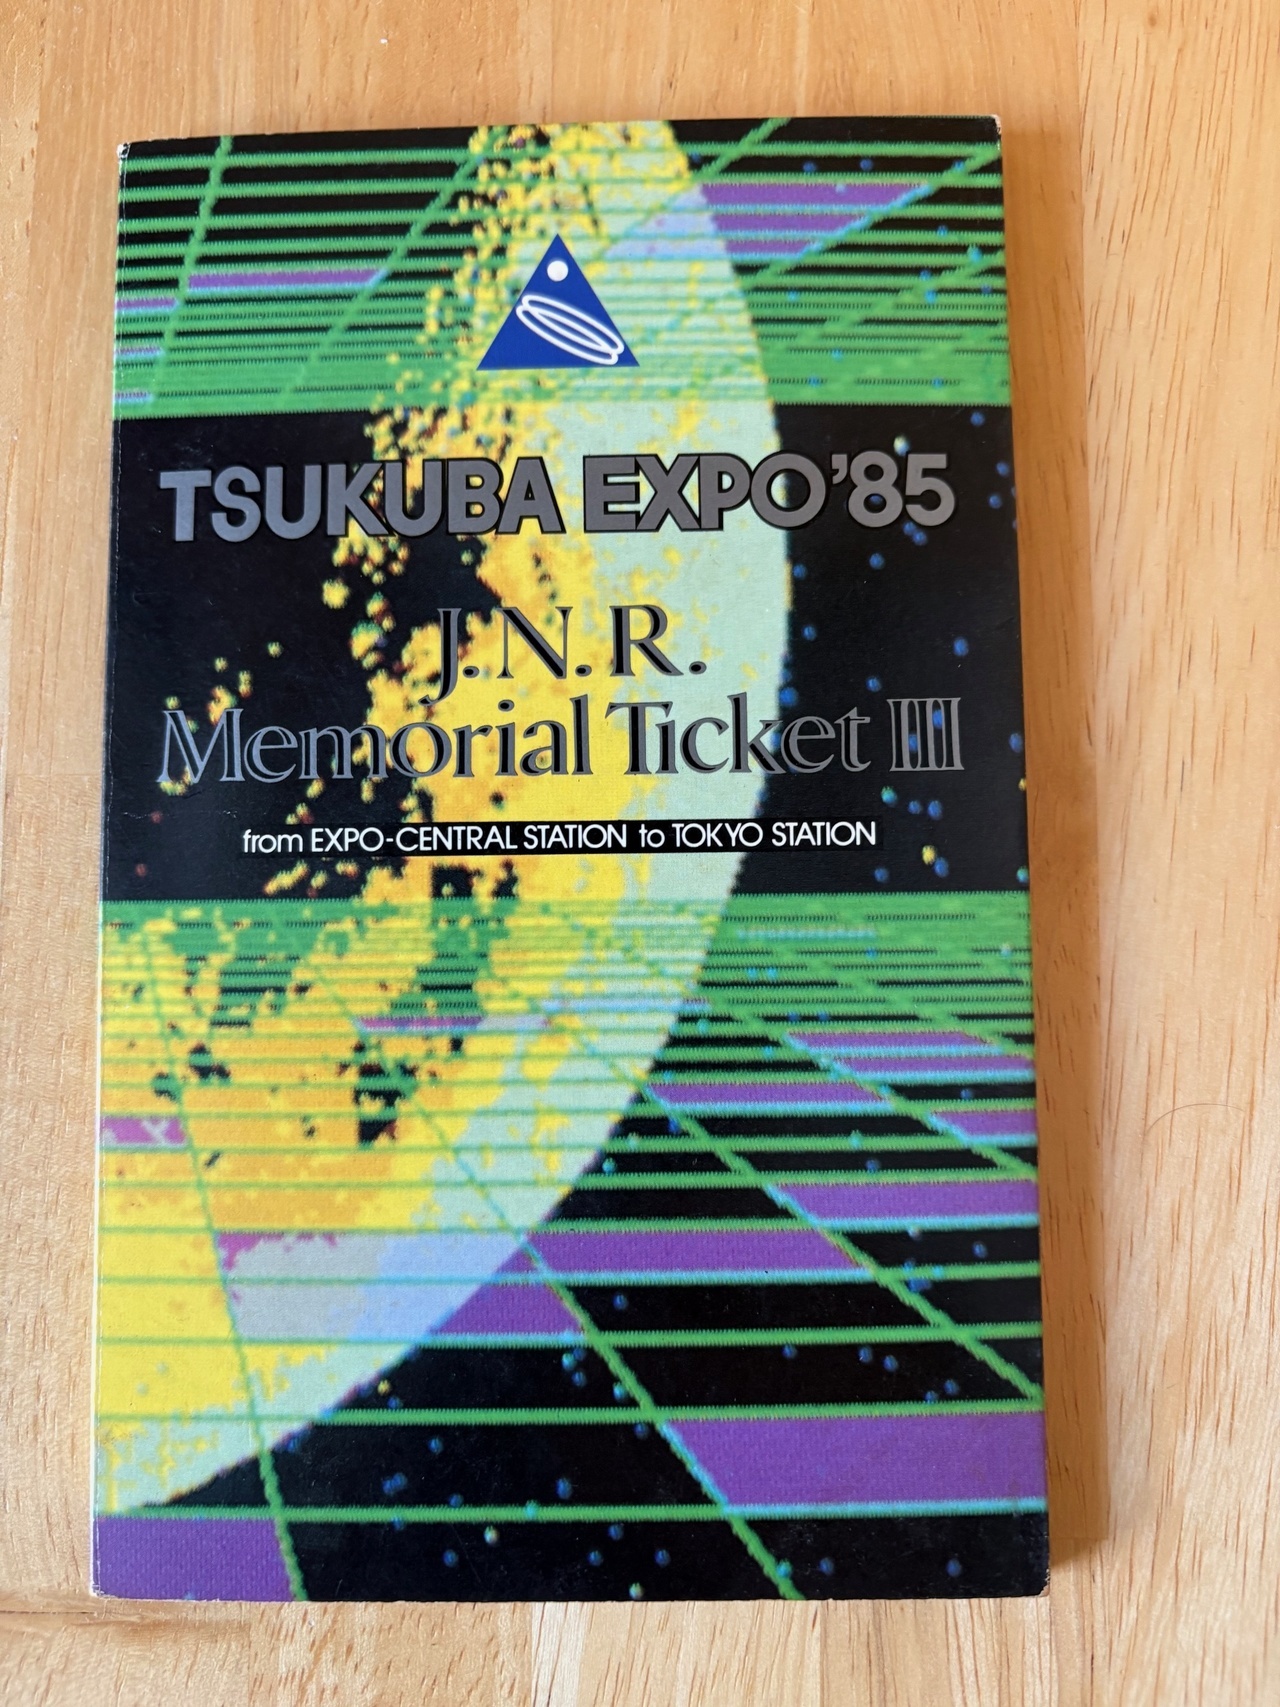 TSUKUBA EXPO'85
J.N.R.
Memorial Ticket III
from EXPO-CENTRAL STATION to TOKYO STATION